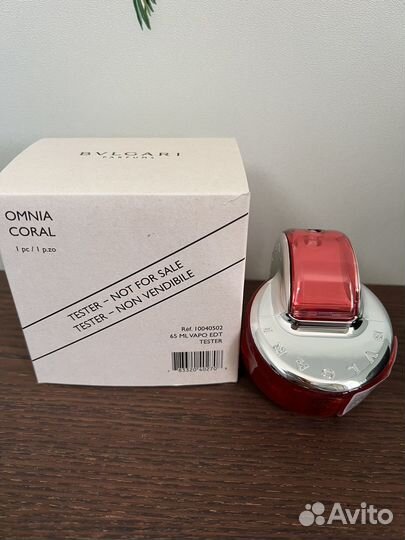 BVLGARI
PARFUMS
OMNIA
CORAL
1 pc / 1 p.zo
TESTER – NOT FOR SALE
TESTER – NON VENDIBILE
Réf. 10040502
65 ML VAPO EDT
TESTER
BVLGARI
Avito